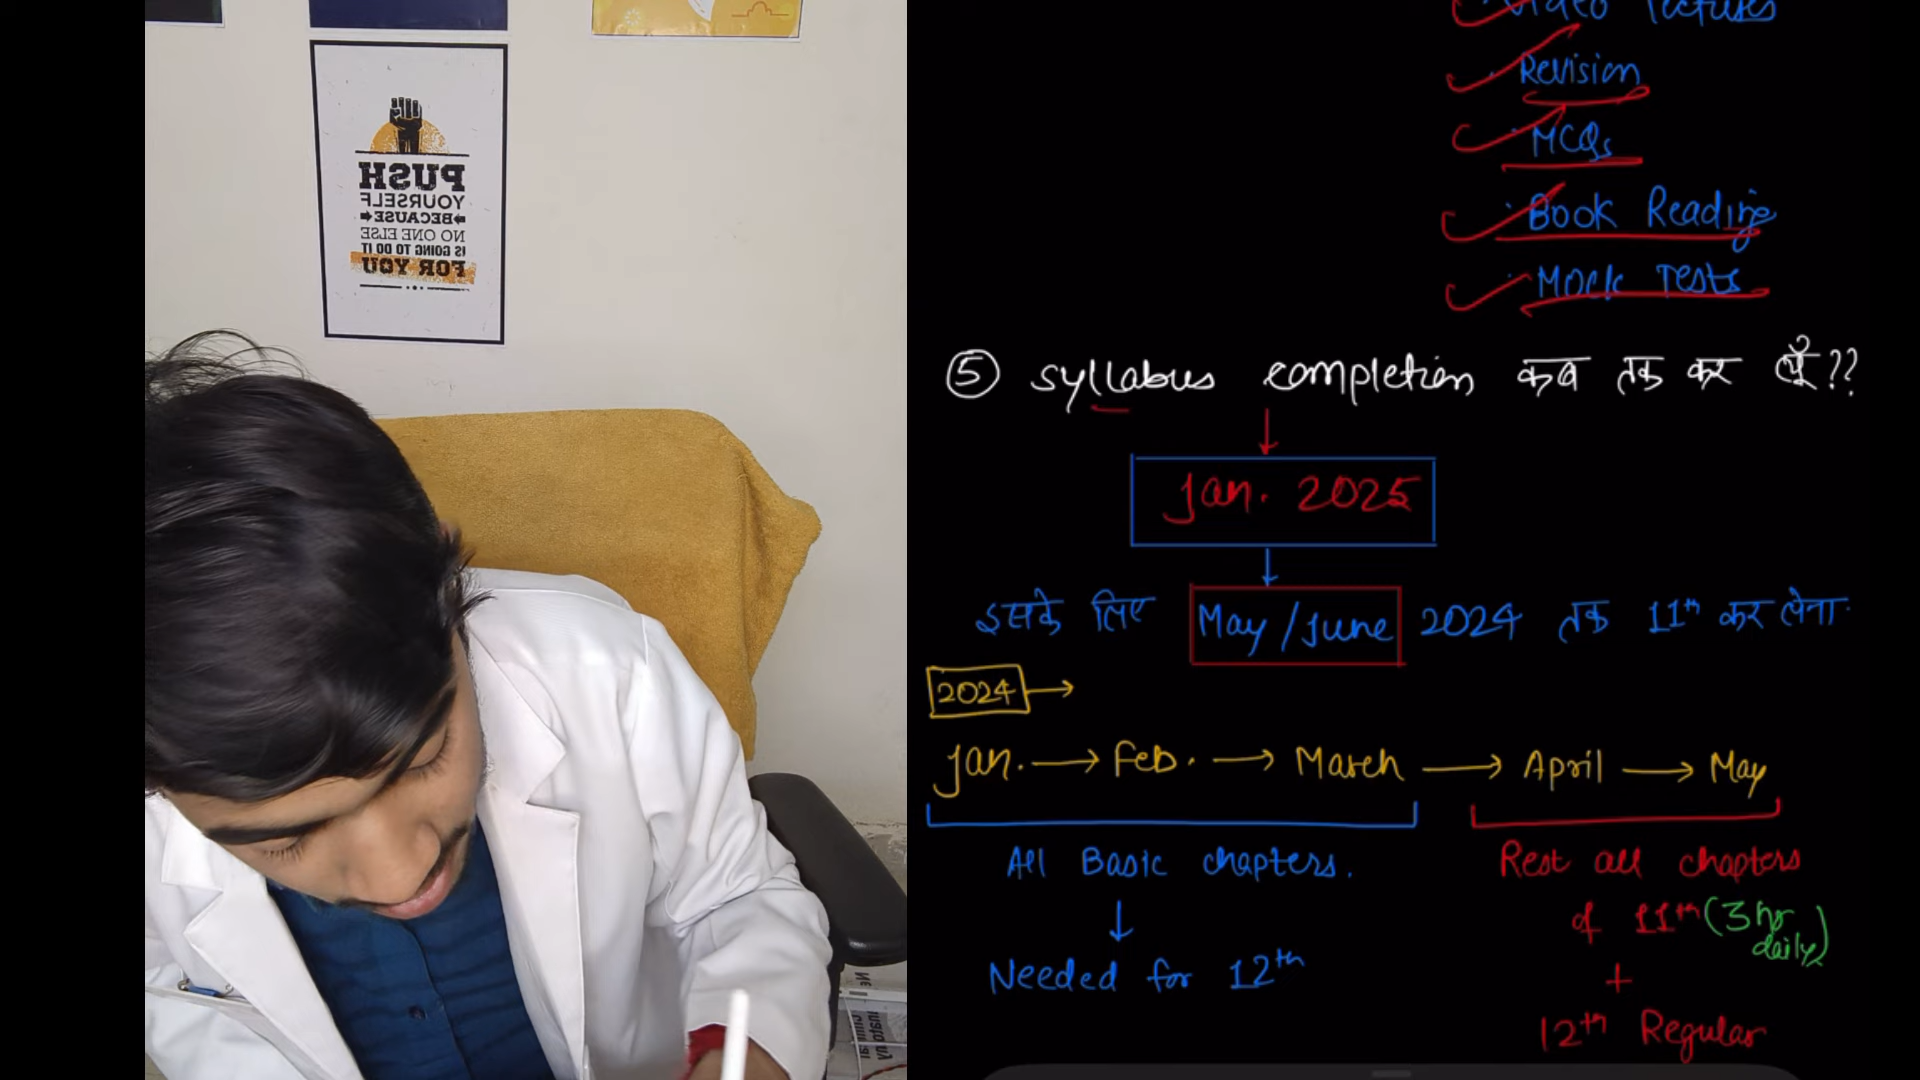 PUSH
YOURSELF
BECAUSE
NO ONE ELSE
IS GOING TO DO IT
FOR YOU
Video lectures
Revision
MCQs
Book Reading
Mock Tests
⑤ syllabus completion कब तक कर लूँ??
Jan. 2025
इसके लिए May/June 2024 तक 11th कर लेना
2024 →
Jan. → Feb. → March → April → May
All Basic chapters.
↓
Needed for 12th
Rest all chapters
of 11th (3 hr daily)
+
12th Regular